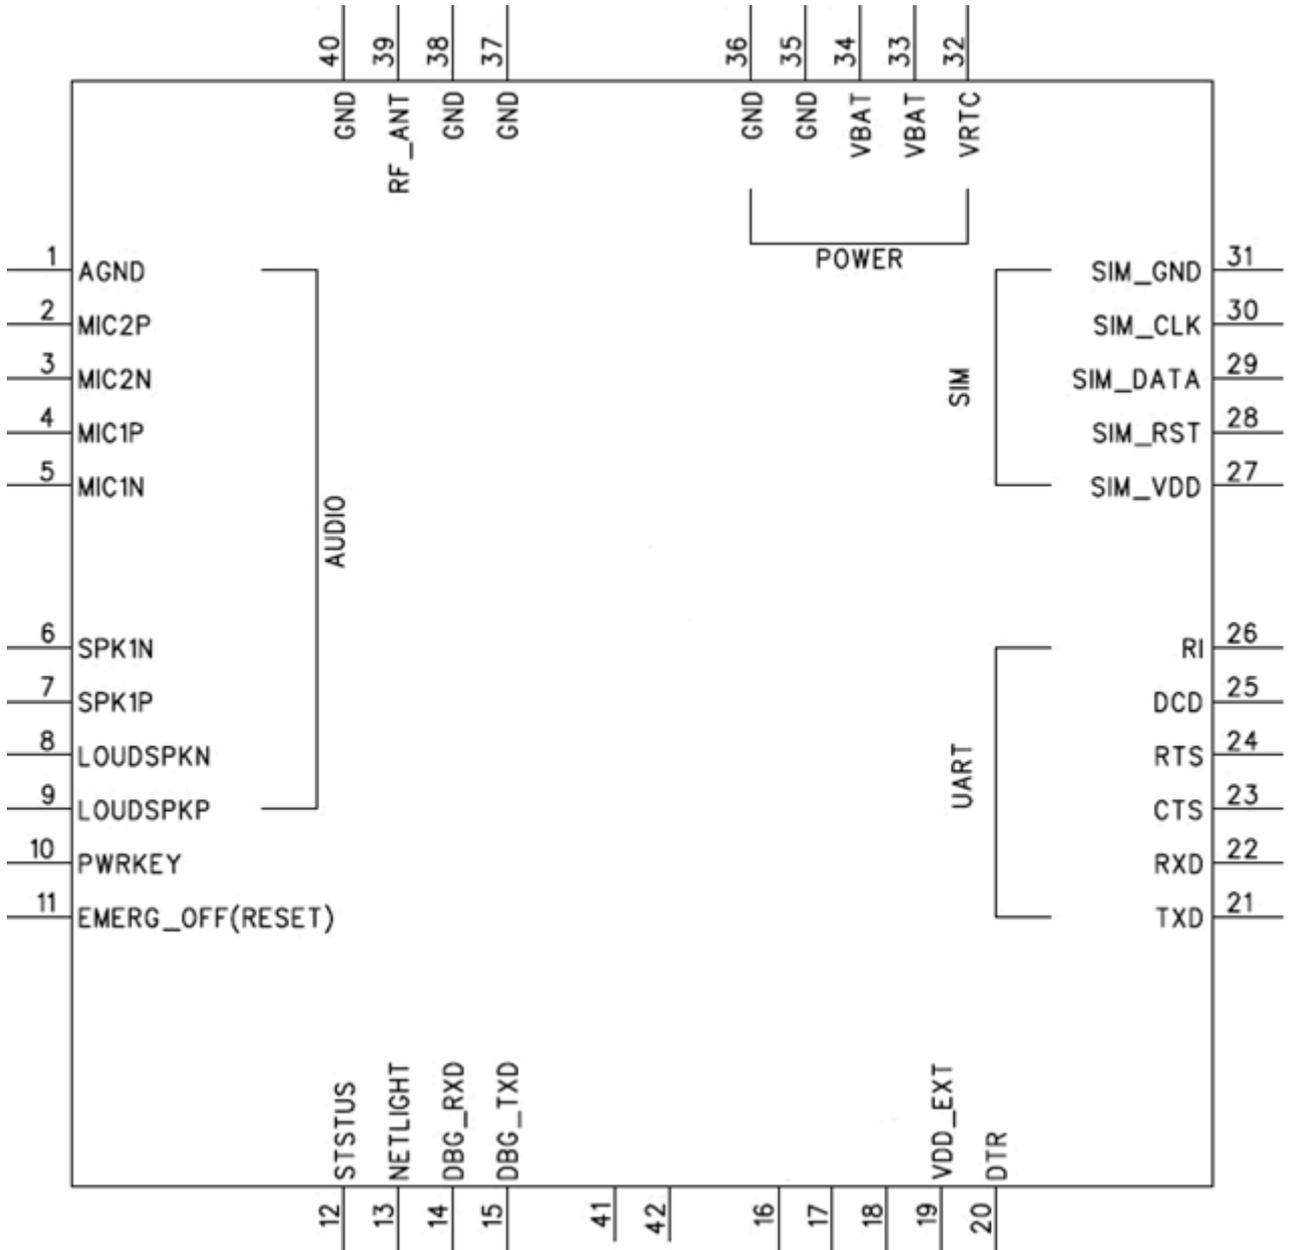 40 39 38 37 36 35 34 33 32
GND RF_ANT GND GND GND GND VBAT VBAT VRTC
POWER
1 AGND
2 MIC2P
3 MIC2N
4 MIC1P
5 MIC1N
AUDIO
6 SPK1N
7 SPK1P
8 LOUDSPKN
9 LOUDSPKP
10 PWRKEY
11 EMERG_OFF(RESET)
SIM_GND 31
SIM_CLK 30
SIM_DATA 29
SIM_RST 28
SIM_VDD 27
SIM
RI 26
DCD 25
RTS 24
CTS 23
RXD 22
TXD 21
UART
STSTUS NETLIGHT DBG_RXD DBG_TXD VDD_EXT DTR
12 13 14 15 41 42 16 17 18 19 20